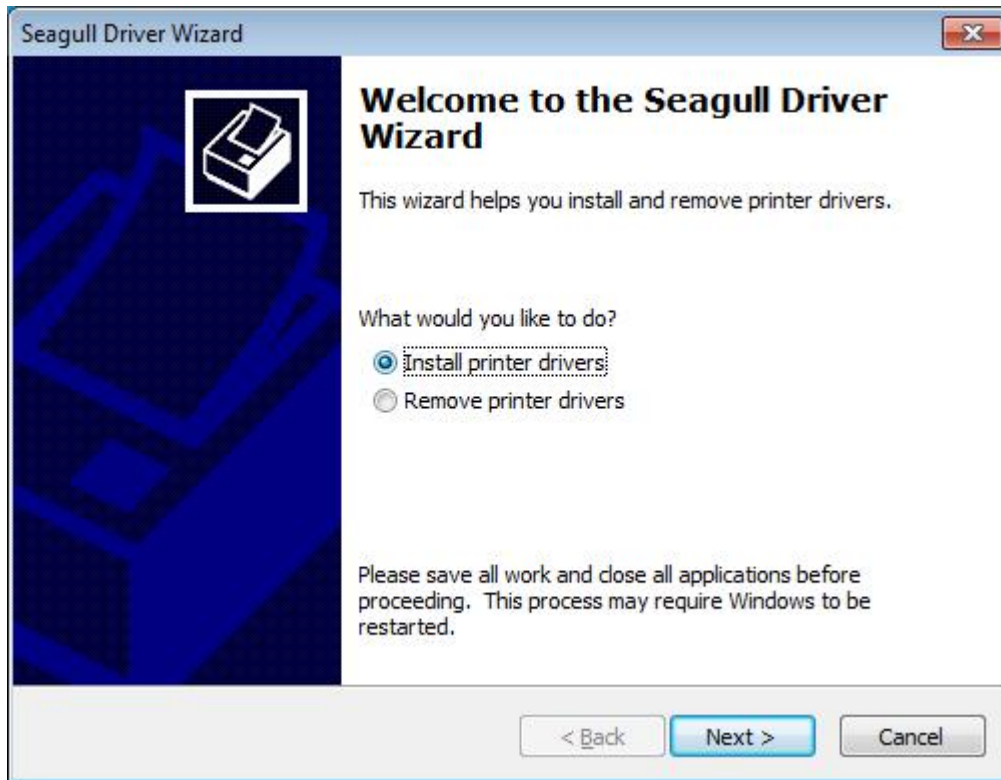 Seagull Driver Wizard
Welcome to the Seagull Driver
Wizard
This wizard helps you install and remove printer drivers.
What would you like to do?
Install printer drivers
Remove printer drivers
Please save all work and close all applications before
proceeding.  This process may require Windows to be
restarted.
< Back
Next >
Cancel